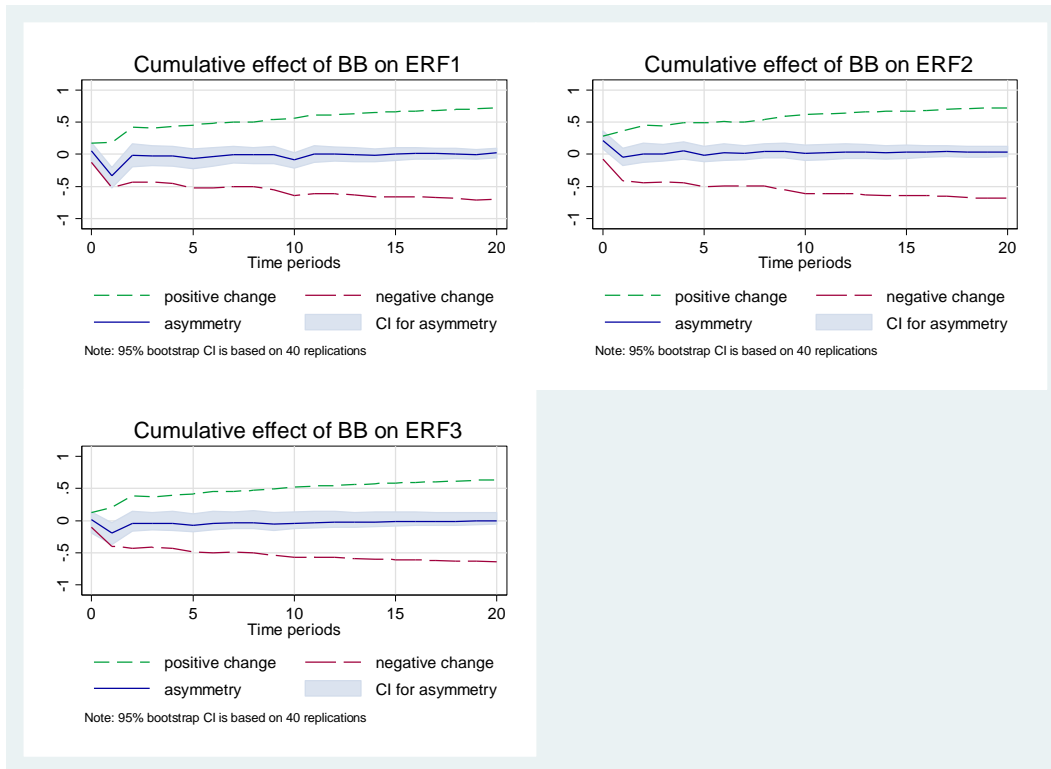 Cumulative effect of BB on ERF1
1
.5
0
-.5
-1
0 5 10 15 20
Time periods
positive change negative change
asymmetry CI for asymmetry
Note: 95% bootstrap CI is based on 40 replications
Cumulative effect of BB on ERF2
1
.5
0
-.5
-1
0 5 10 15 20
Time periods
positive change negative change
asymmetry CI for asymmetry
Note: 95% bootstrap CI is based on 40 replications
Cumulative effect of BB on ERF3
1
.5
0
-.5
-1
0 5 10 15 20
Time periods
positive change negative change
asymmetry CI for asymmetry
Note: 95% bootstrap CI is based on 40 replications